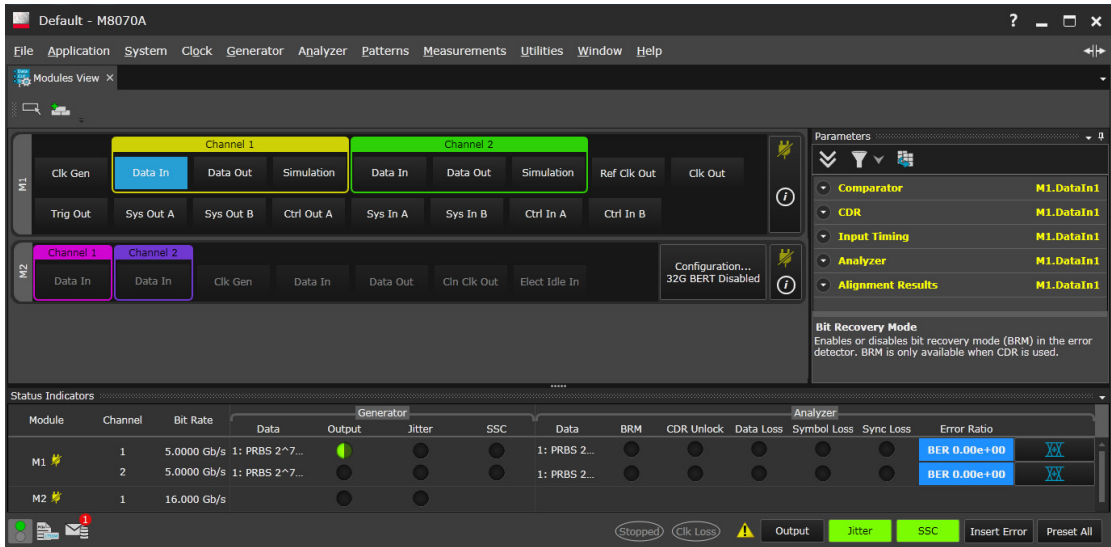 Default - M8070A ?
File Application System Clock Generator Analyzer Patterns Measurements Utilities Window Help
Modules View
Channel 1 Channel 2
M1
Clk Gen Data In Data Out Simulation Data In Data Out Simulation Ref Clk Out Clk Out
Trig Out Sys Out A Sys Out B Ctrl Out A Sys In A Sys In B Ctrl In A Ctrl In B
Channel 1 Channel 2
M2
Data In Data In Clk Gen Data In Data Out Cln Clk Out Elect Idle In
Configuration...
32G BERT Disabled
Parameters
Comparator M1.DataIn1
CDR M1.DataIn1
Input Timing M1.DataIn1
Analyzer M1.DataIn1
Alignment Results M1.DataIn1
Bit Recovery Mode
Enables or disables bit recovery mode (BRM) in the error
detector. BRM is only available when CDR is used.
Status Indicators
Generator Analyzer
Module Channel Bit Rate Data Output Jitter SSC Data BRM CDR Unlock Data Loss Symbol Loss Sync Loss Error Ratio
M1 1 5.0000 Gb/s 1: PRBS 2^7... 1: PRBS 2... BER 0.00e+00
2 5.0000 Gb/s 1: PRBS 2^7... 1: PRBS 2... BER 0.00e+00
M2 1 16.000 Gb/s
1 Stopped Clk Loss Output Jitter SSC Insert Error Preset All